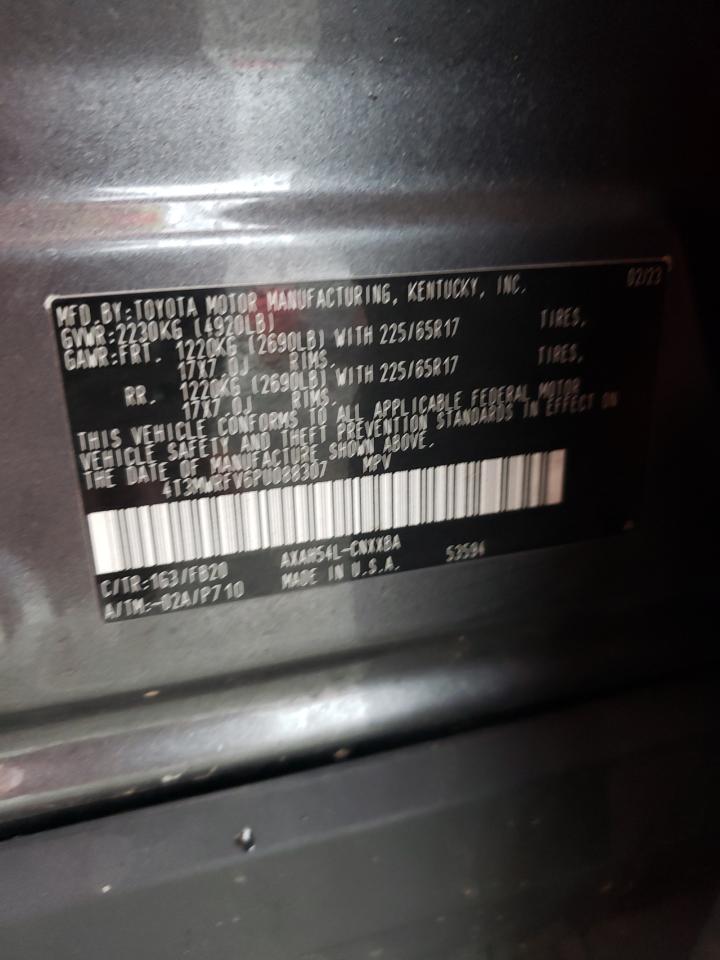 MFD. BY: TOYOTA MOTOR MANUFACTURING, KENTUCKY, INC. 02/23
GVWR: 2230KG (4920LB)
GAWR: FRT. 1220KG (2690LB) WITH 225/65R17 TIRES,
17X7.0J RIMS.
RR. 1220KG (2690LB) WITH 225/65R17 TIRES,
17X7.0J RIMS.
THIS VEHICLE CONFORMS TO ALL APPLICABLE FEDERAL MOTOR
VEHICLE SAFETY AND THEFT PREVENTION STANDARDS IN EFFECT ON
THE DATE OF MANUFACTURE SHOWN ABOVE.
4T3MWRFV6PU088307 MPV
C/TR:1G3/FB20 AXAH54L-CNXXBA 53594
A/TM:-02A/P710 MADE IN U.S.A.